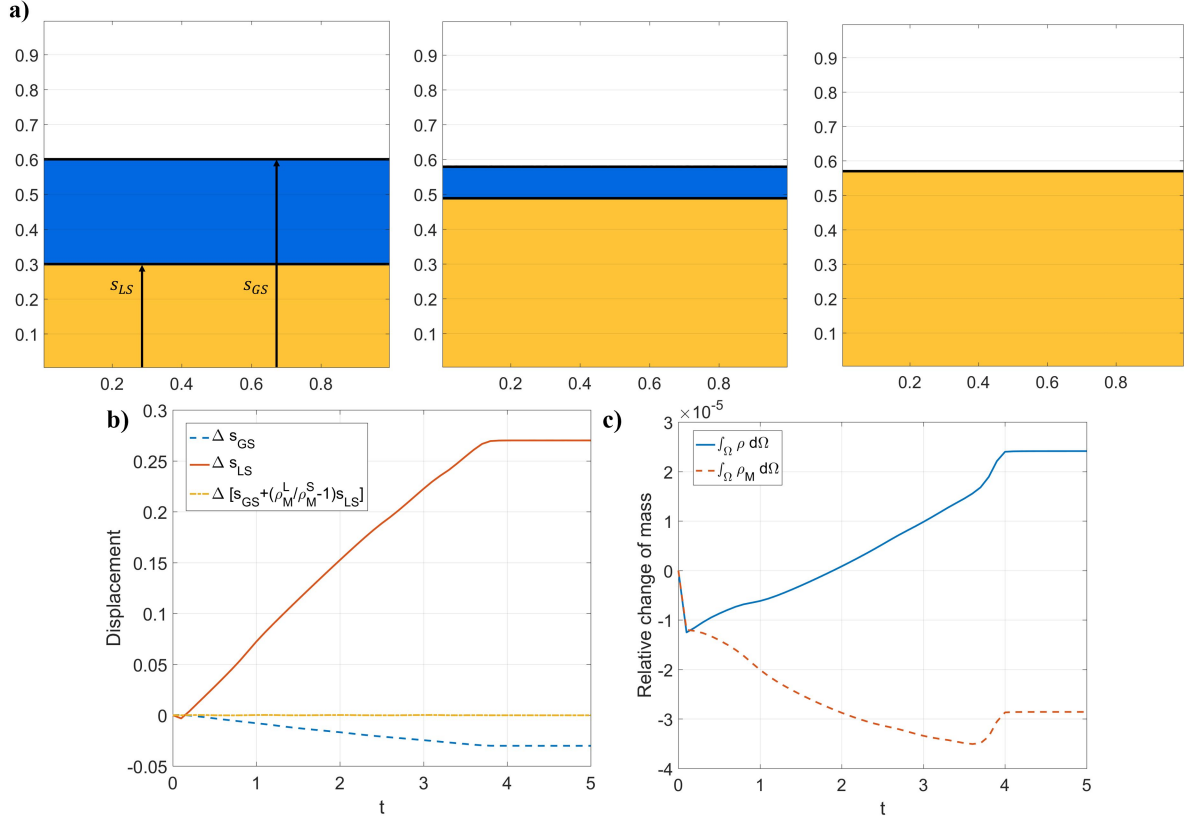 a)
0.9
0.8
0.7
0.6
0.5
0.4
0.3
0.2
0.1
s_LS
s_GS
0.2 0.4 0.6 0.8
0.9
0.8
0.7
0.6
0.5
0.4
0.3
0.2
0.1
0.2 0.4 0.6 0.8
0.9
0.8
0.7
0.6
0.5
0.4
0.3
0.2
0.1
0.2 0.4 0.6 0.8
b)
Displacement
0.3
0.25
0.2
0.15
0.1
0.05
0
-0.05
Δ s_GS
Δ s_LS
Δ [s_GS+(ρ_M^L/ρ_M^S-1)s_LS]
0 1 2 3 4 5
t
c)
×10^-5
Relative change of mass
3
2
1
0
-1
-2
-3
-4
∫_Ω ρ dΩ
∫_Ω ρ_M dΩ
0 1 2 3 4 5
t